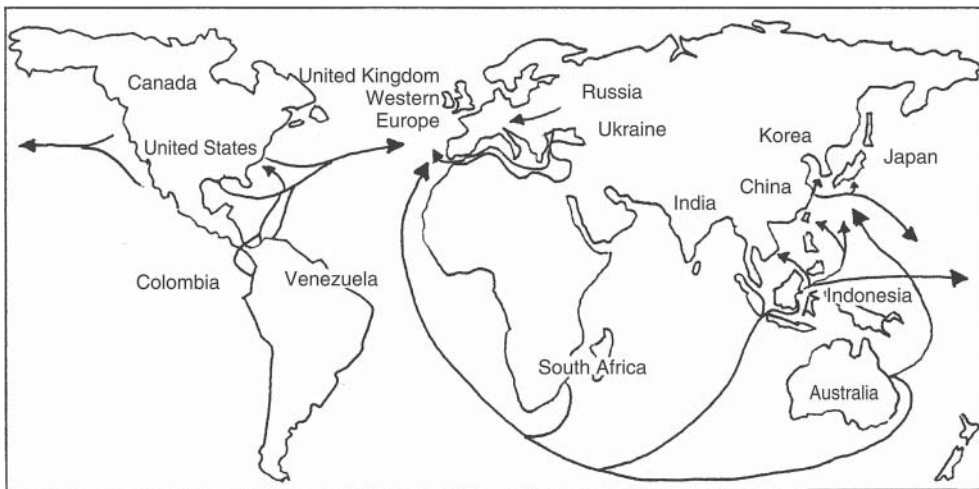 Canada
United States
Colombia
Venezuela
United Kingdom
Western
Europe
Russia
Ukraine
South Africa
India
Korea
Japan
China
Indonesia
Australia